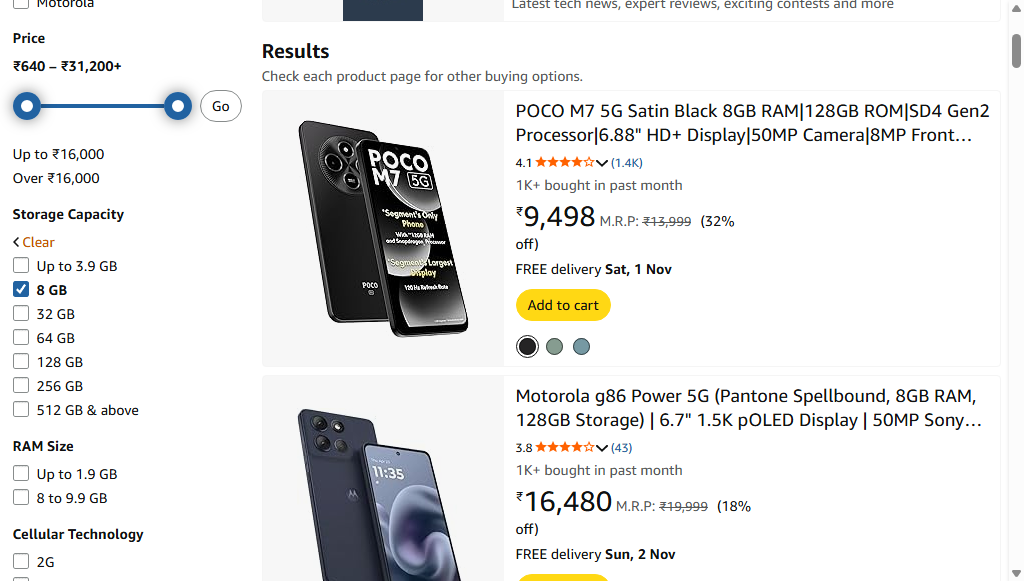 Motorola
Price
₹640 – ₹31,200+
Go
Up to ₹16,000
Over ₹16,000
Storage Capacity
Clear
Up to 3.9 GB
8 GB
32 GB
64 GB
128 GB
256 GB
512 GB & above
RAM Size
Up to 1.9 GB
8 to 9.9 GB
Cellular Technology
2G
Latest tech news, expert reviews, exciting contests and more
Results
Check each product page for other buying options.
POCO
M7 5G
"Segment's Only
Phone
With "12GB RAM
and Snapdragon Processor
"Segment's Largest
Display
120 Hz Refresh Rate
POCO
5G
POCO M7 5G Satin Black 8GB RAM|128GB ROM|SD4 Gen2
Processor|6.88" HD+ Display|50MP Camera|8MP Front...
4.1 (1.4K)
1K+ bought in past month
₹9,498 M.R.P: ₹13,999 (32%
off)
FREE delivery Sat, 1 Nov
Add to cart
11:35
Motorola g86 Power 5G (Pantone Spellbound, 8GB RAM,
128GB Storage) | 6.7" 1.5K pOLED Display | 50MP Sony...
3.8 (43)
1K+ bought in past month
₹16,480 M.R.P: ₹19,999 (18%
off)
FREE delivery Sun, 2 Nov